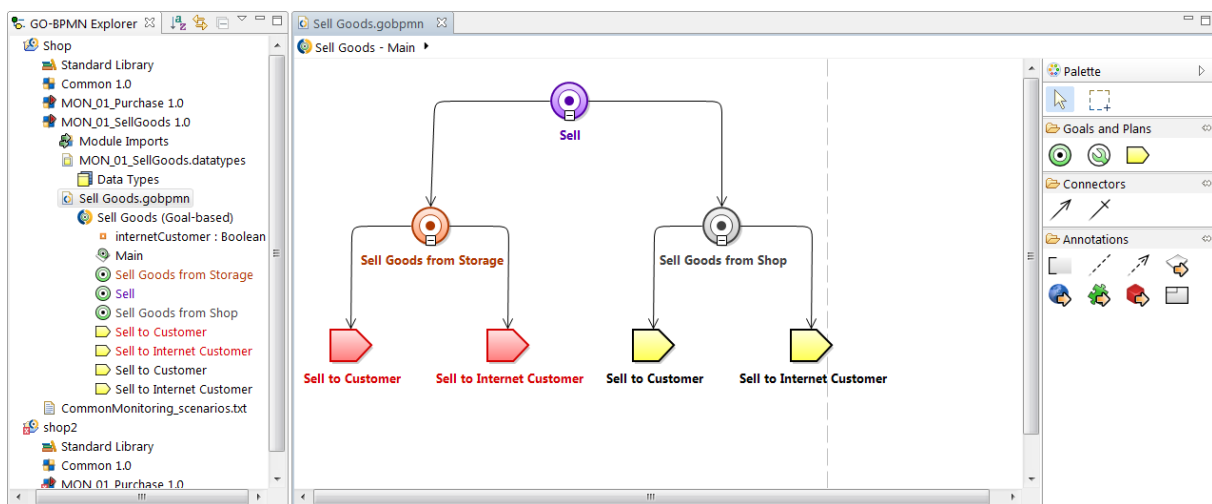 GO-BPMN Explorer
Shop
Standard Library
Common 1.0
MON_01_Purchase 1.0
MON_01_SellGoods 1.0
Module Imports
MON_01_SellGoods.datatypes
Data Types
Sell Goods.gobpmn
Sell Goods (Goal-based)
internetCustomer : Boolean
Main
Sell Goods from Storage
Sell
Sell Goods from Shop
Sell to Customer
Sell to Internet Customer
Sell to Customer
Sell to Internet Customer
CommonMonitoring_scenarios.txt
shop2
Standard Library
Common 1.0
MON_01_Purchase 1.0
Sell Goods.gobpmn
Sell Goods - Main
Sell
Sell Goods from Storage
Sell Goods from Shop
Sell to Customer
Sell to Internet Customer
Sell to Customer
Sell to Internet Customer
Palette
Goals and Plans
Connectors
Annotations